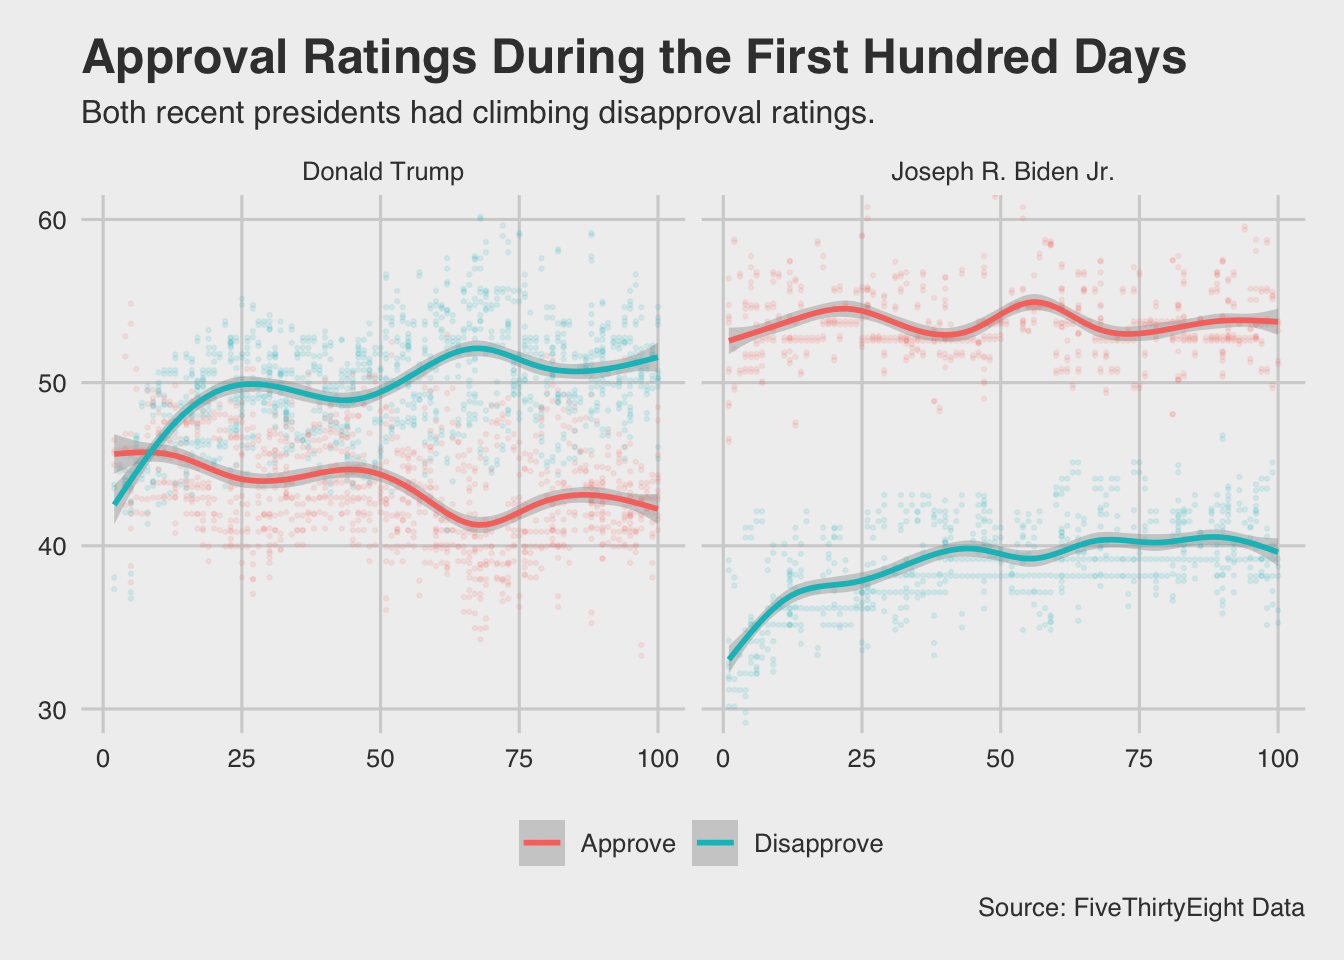 Approval Ratings During the First Hundred Days
Both recent presidents had climbing disapproval ratings.
Donald Trump Joseph R. Biden Jr.
60
50
40
30
0 25 50 75 100 0 25 50 75 100
Approve Disapprove
Source: FiveThirtyEight Data